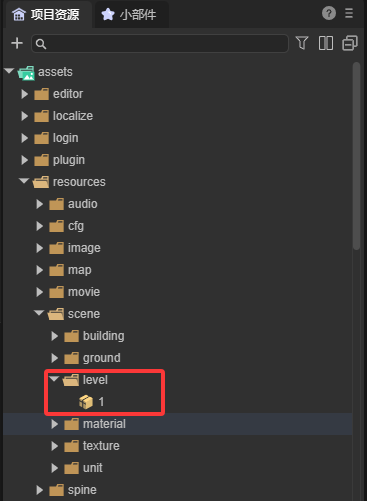 项目资源 小部件
assets
editor
localize
login
plugin
resources
audio
cfg
image
map
movie
scene
building
ground
level
1
material
texture
unit
spine